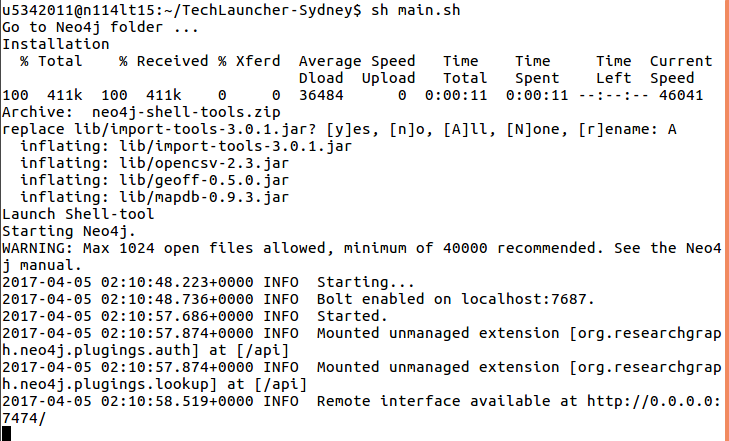 u5342011@n114lt15:~/TechLauncher-Sydney$ sh main.sh
Go to Neo4j folder ...
Installation
  % Total    % Received % Xferd  Average Speed   Time    Time     Time  Current
                                 Dload  Upload   Total   Spent    Left  Speed
100  411k  100  411k    0     0  36484      0  0:00:11  0:00:11 --:--:-- 46041
Archive:  neo4j-shell-tools.zip
replace lib/import-tools-3.0.1.jar? [y]es, [n]o, [A]ll, [N]one, [r]ename: A
  inflating: lib/import-tools-3.0.1.jar
  inflating: lib/opencsv-2.3.jar
  inflating: lib/geoff-0.5.0.jar
  inflating: lib/mapdb-0.9.3.jar
Launch Shell-tool
Starting Neo4j.
WARNING: Max 1024 open files allowed, minimum of 40000 recommended. See the Neo4
j manual.
2017-04-05 02:10:48.223+0000 INFO  Starting...
2017-04-05 02:10:48.736+0000 INFO  Bolt enabled on localhost:7687.
2017-04-05 02:10:57.686+0000 INFO  Started.
2017-04-05 02:10:57.874+0000 INFO  Mounted unmanaged extension [org.researchgrap
h.neo4j.plugings.auth] at [/api]
2017-04-05 02:10:57.874+0000 INFO  Mounted unmanaged extension [org.researchgrap
h.neo4j.plugings.lookup] at [/api]
2017-04-05 02:10:58.519+0000 INFO  Remote interface available at http://0.0.0.0:
7474/